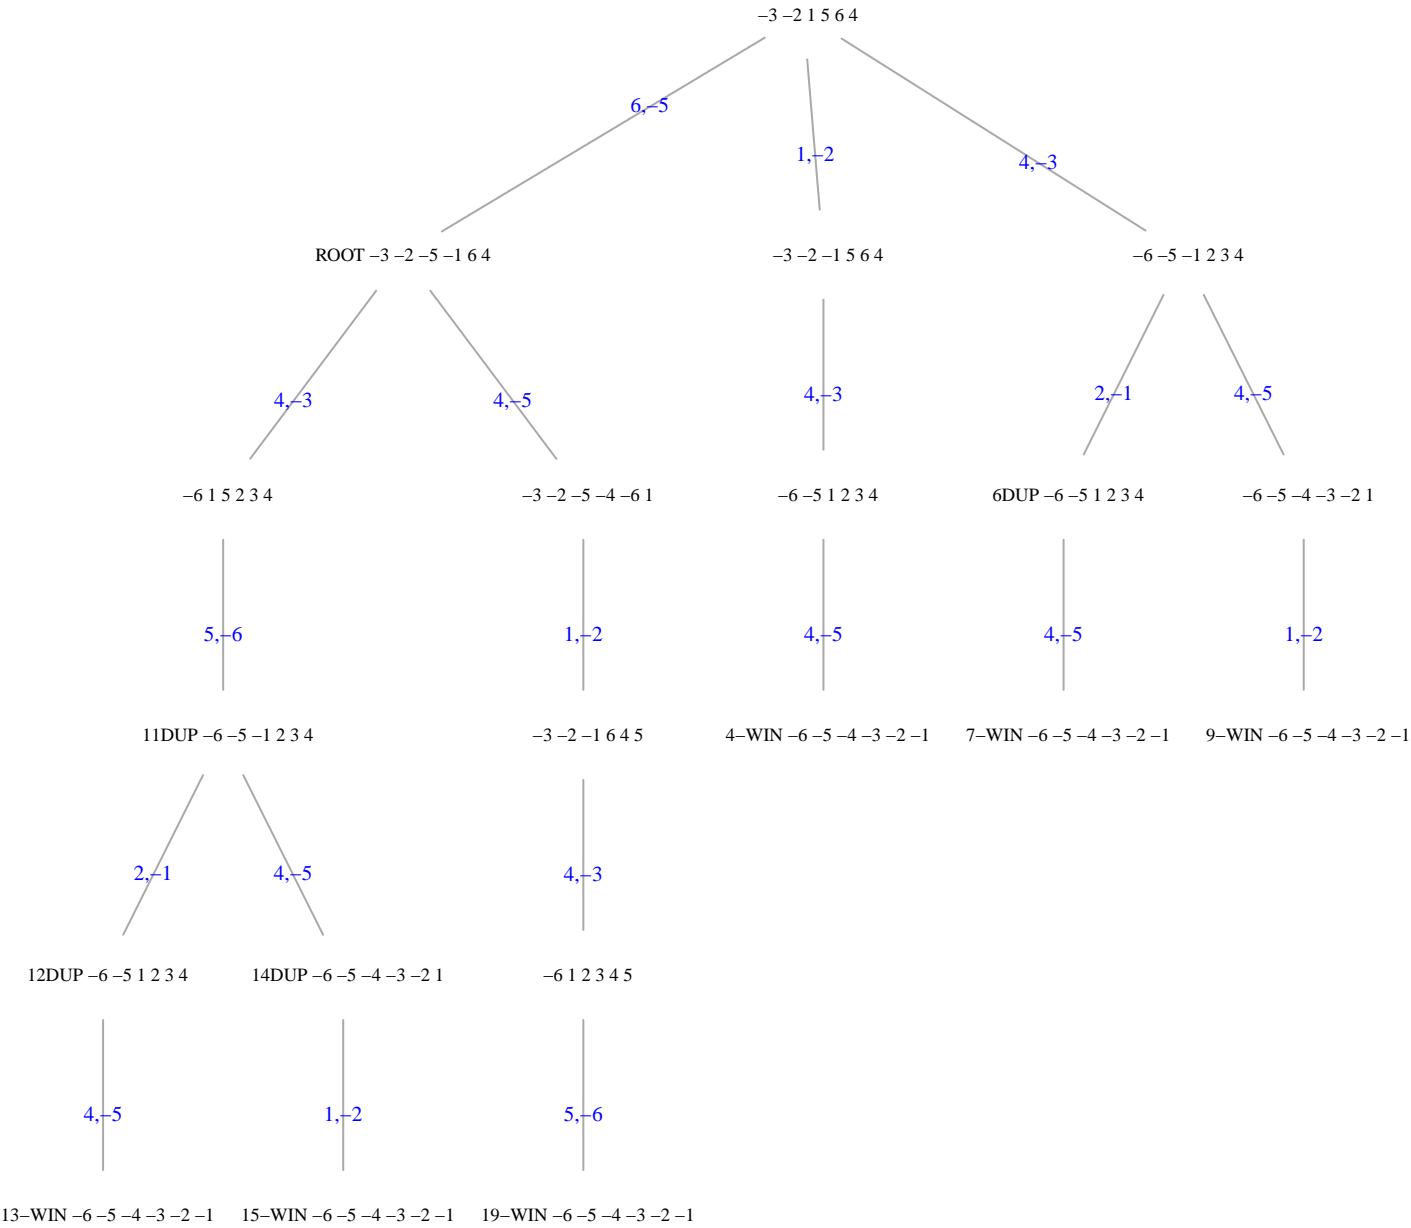 –3 –2 1 5 6 4
6,–5
1,–2
4,–3
ROOT –3 –2 –5 –1 6 4
–3 –2 –1 5 6 4
–6 –5 –1 2 3 4
4,–3
4,–5
4,–3
2,–1
4,–5
–6 1 5 2 3 4
–3 –2 –5 –4 –6 1
–6 –5 1 2 3 4
6DUP –6 –5 1 2 3 4
–6 –5 –4 –3 –2 1
5,–6
1,–2
4,–5
4,–5
1,–2
11DUP –6 –5 –1 2 3 4
–3 –2 –1 6 4 5
4–WIN –6 –5 –4 –3 –2 –1
7–WIN –6 –5 –4 –3 –2 –1
9–WIN –6 –5 –4 –3 –2 –1
2,–1
4,–5
4,–3
12DUP –6 –5 1 2 3 4
14DUP –6 –5 –4 –3 –2 1
–6 1 2 3 4 5
4,–5
1,–2
5,–6
13–WIN –6 –5 –4 –3 –2 –1
15–WIN –6 –5 –4 –3 –2 –1
19–WIN –6 –5 –4 –3 –2 –1